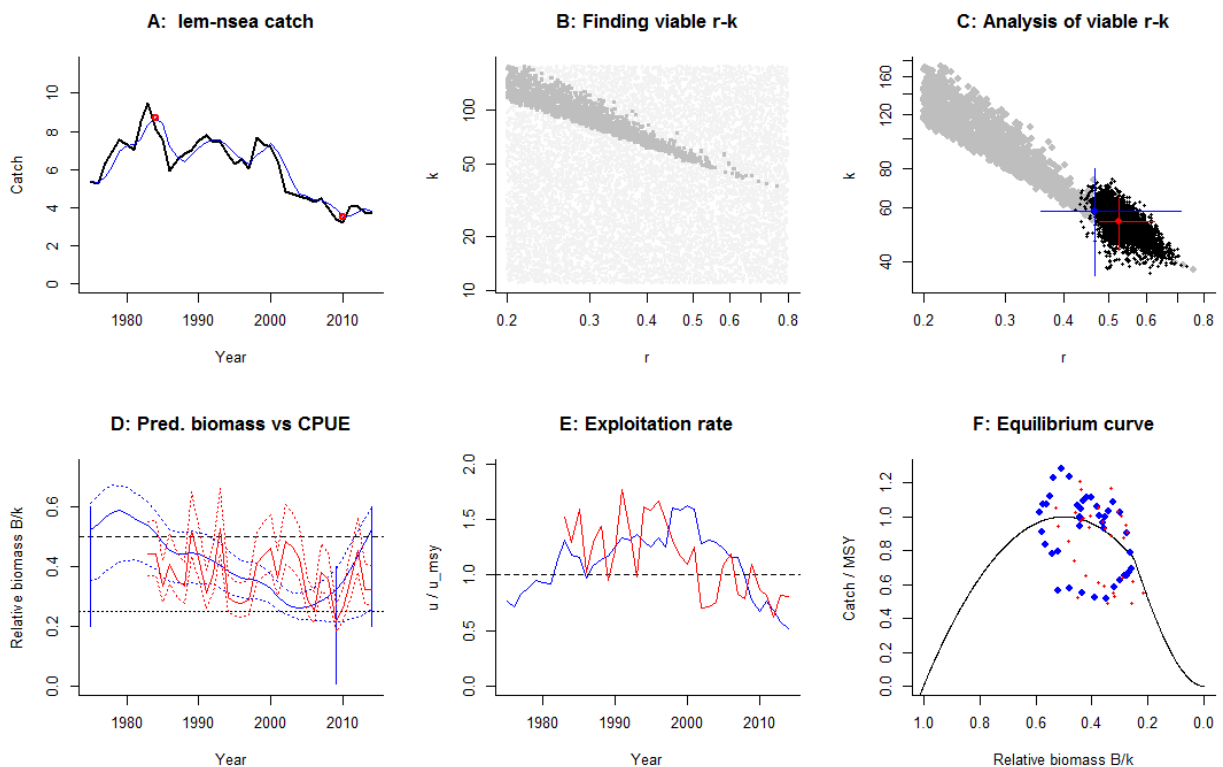 A: lem-nsea catch
Catch
0 2 4 6 8 10
1980 1990 2000 2010
Year
B: Finding viable r-k
k
10 20 50 100
0.2 0.3 0.4 0.5 0.6 0.8
r
C: Analysis of viable r-k
k
40 60 80 120 160
0.2 0.3 0.4 0.5 0.6 0.8
r
D: Pred. biomass vs CPUE
Relative biomass B/k
0.0 0.2 0.4 0.6
1980 1990 2000 2010
Year
E: Exploitation rate
u / u_msy
0.0 0.5 1.0 1.5 2.0
1980 1990 2000 2010
Year
F: Equilibrium curve
Catch / MSY
0.0 0.2 0.4 0.6 0.8 1.0 1.2
1.0 0.8 0.6 0.4 0.2 0.0
Relative biomass B/k